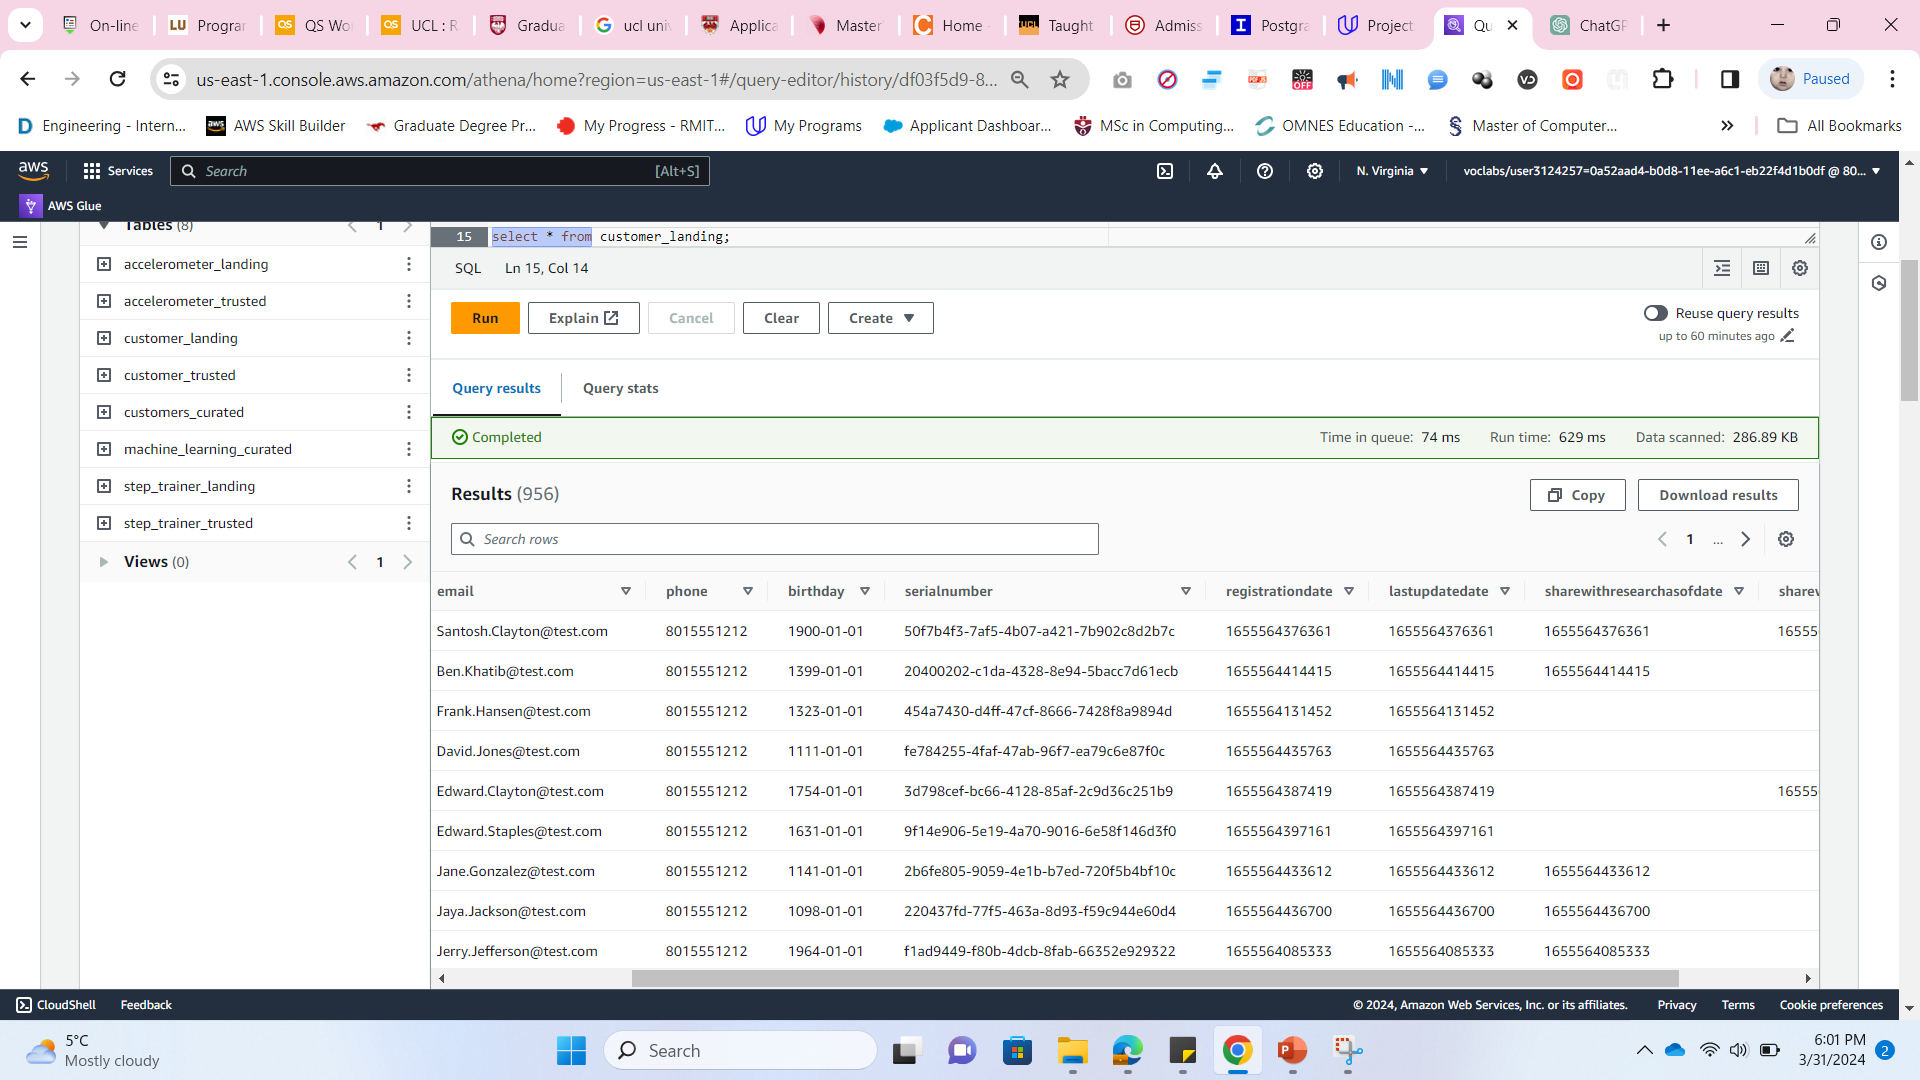 On-line
Progran
QS Wo
UCL : R
Gradua
ucl univ
Applica
Master'
Home -
Taught
Admiss
Postgra
Project:
Qu
ChatGP
us-east-1.console.aws.amazon.com/athena/home?region=us-east-1#/query-editor/history/df03f5d9-8...
Paused
Engineering - Intern...
AWS Skill Builder
Graduate Degree Pr...
My Progress - RMIT...
My Programs
Applicant Dashboar...
MSc in Computing,...
OMNES Education -...
Master of Computer...
All Bookmarks
aws
Services
Search
[Alt+S]
N. Virginia
voclabs/user3124257=0a52aad4-b0d8-11ee-a6c1-eb22f4d1b0df @ 80...
AWS Glue
Tables (8)
1
accelerometer_landing
accelerometer_trusted
customer_landing
customer_trusted
customers_curated
machine_learning_curated
step_trainer_landing
step_trainer_trusted
Views (0)
1
15 select * from customer_landing;
SQL Ln 15, Col 14
Run
Explain
Cancel
Clear
Create
Reuse query results
up to 60 minutes ago
Query results
Query stats
Completed
Time in queue: 74 ms Run time: 629 ms Data scanned: 286.89 KB
Results (956)
Copy
Download results
Search rows
1 ...
email phone birthday serialnumber registrationdate lastupdatedate sharewithresearchasofdate sharew
Santosh.Clayton@test.com 8015551212 1900-01-01 50f7b4f3-7af5-4b07-a421-7b902c8d2b7c 1655564376361 1655564376361 1655564376361 16555
Ben.Khatib@test.com 8015551212 1399-01-01 20400202-c1da-4328-8e94-5bacc7d61ecb 1655564414415 1655564414415 1655564414415
Frank.Hansen@test.com 8015551212 1323-01-01 454a7430-d4ff-47cf-8666-7428f8a9894d 1655564131452 1655564131452
David.Jones@test.com 8015551212 1111-01-01 fe784255-4faf-47ab-96f7-ea79c6e87f0c 1655564435763 1655564435763
Edward.Clayton@test.com 8015551212 1754-01-01 3d798cef-bc66-4128-85af-2c9d36c251b9 1655564387419 1655564387419 16555
Edward.Staples@test.com 8015551212 1631-01-01 9f14e906-5e19-4a70-9016-6e58f146d3f0 1655564397161 1655564397161
Jane.Gonzalez@test.com 8015551212 1141-01-01 2b6fe805-9059-4e1b-b7ed-720f5b4bf10c 1655564433612 1655564433612 1655564433612
Jaya.Jackson@test.com 8015551212 1098-01-01 220437fd-77f5-463a-8d93-f59c944e60d4 1655564436700 1655564436700 1655564436700
Jerry.Jefferson@test.com 8015551212 1964-01-01 f1ad9449-f80b-4dcb-8fab-66352e929322 1655564085333 1655564085333 1655564085333
CloudShell
Feedback
© 2024, Amazon Web Services, Inc. or its affiliates.
Privacy
Terms
Cookie preferences
5°C
Mostly cloudy
Search
6:01 PM
3/31/2024
2